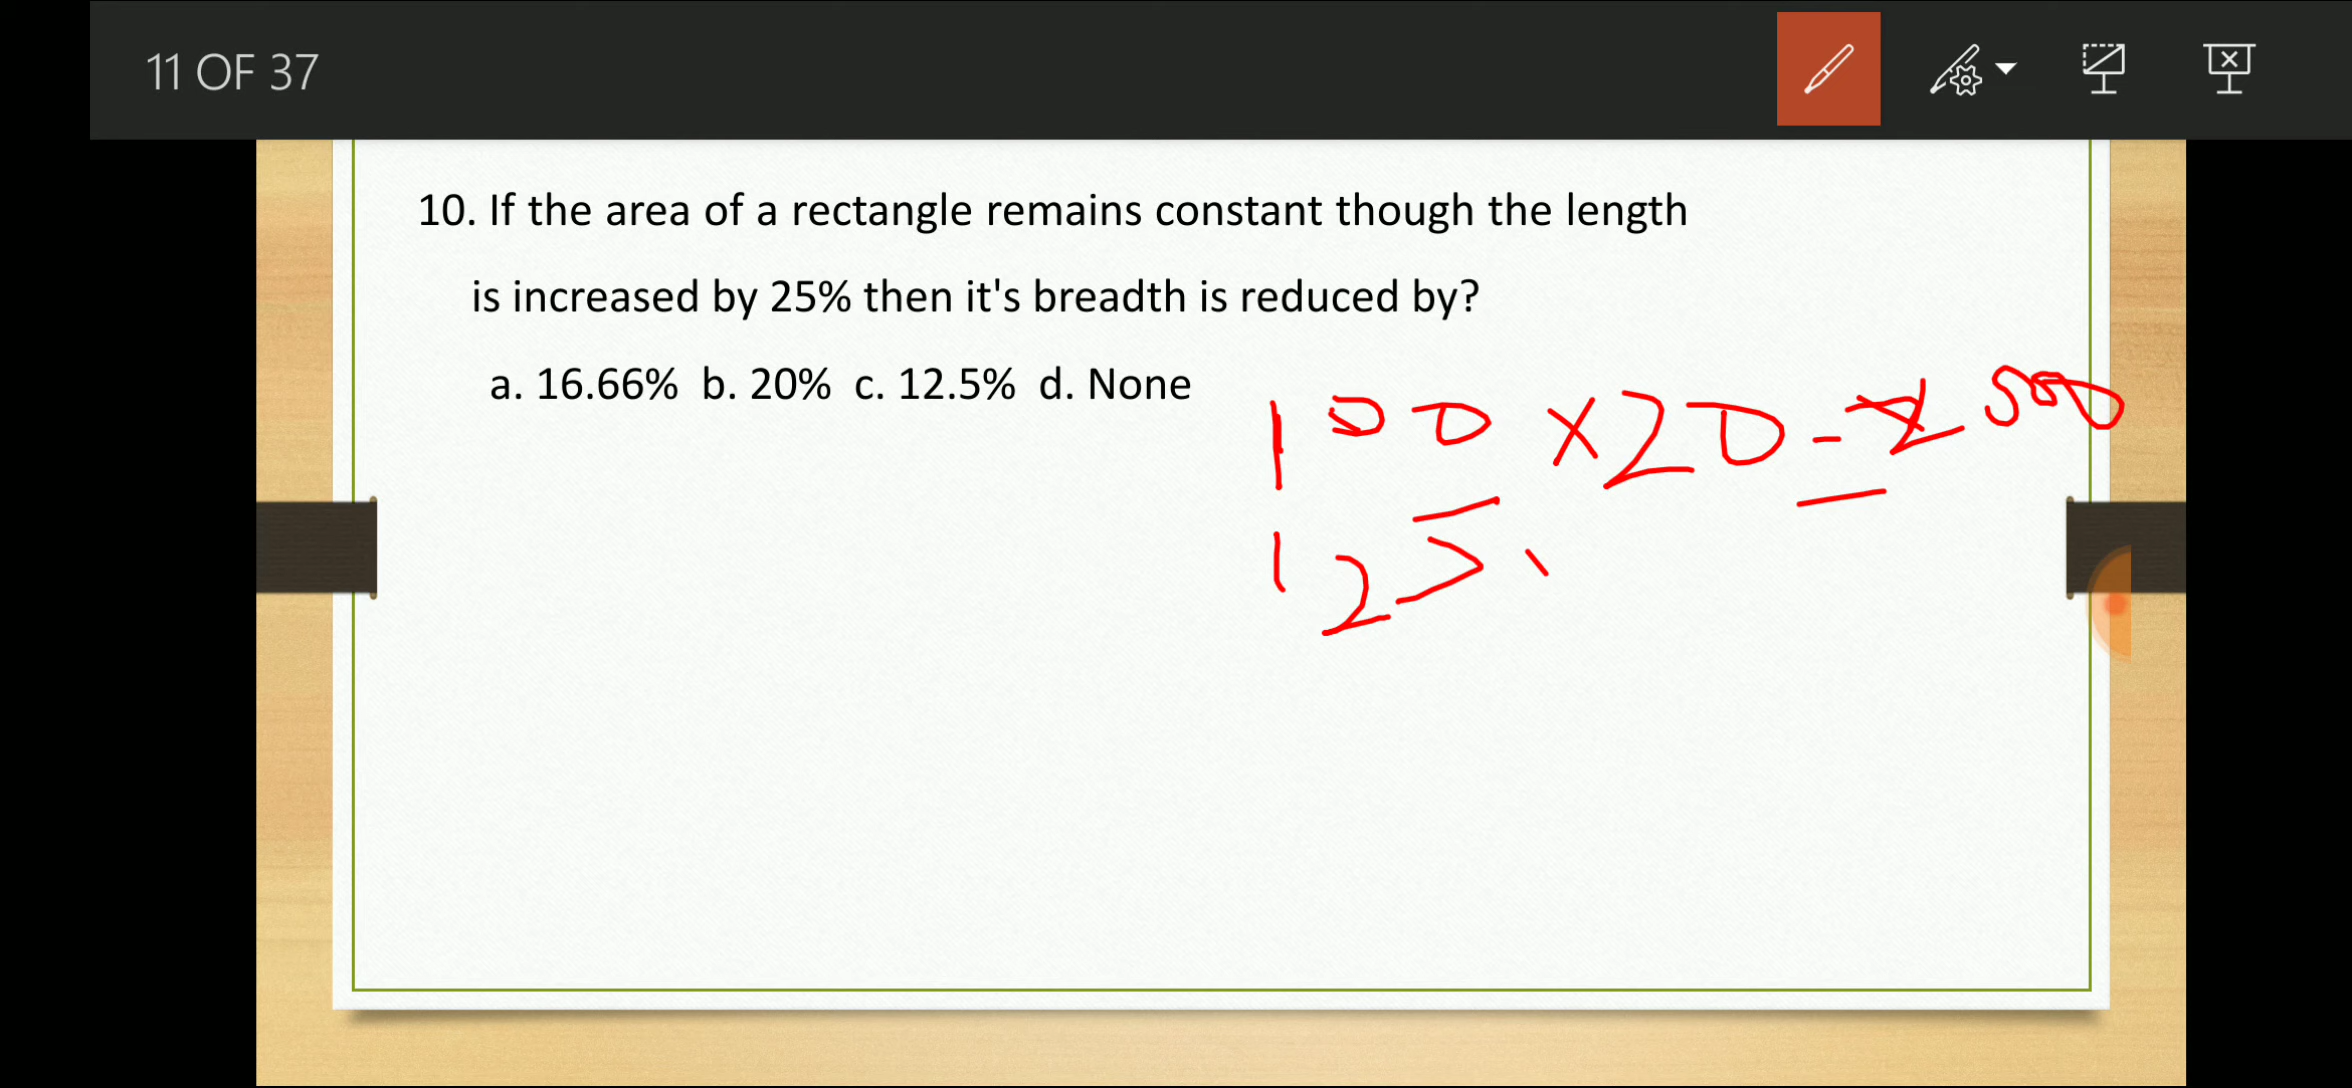 11 OF 37
10. If the area of a rectangle remains constant though the length
is increased by 25% then it's breadth is reduced by?
a. 16.66% b. 20% c. 12.5% d. None
100 × 20 = 2000
125